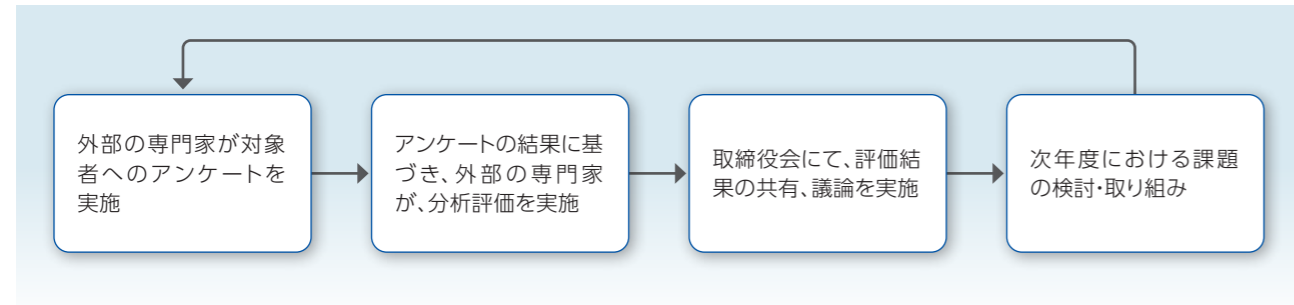 外部の専門家が対象
者へのアンケートを
実施
アンケートの結果に基
づき、外部の専門家
が、分析評価を実施
取締役会にて、評価結
果の共有、議論を実施
次年度における課題
の検討・取り組み